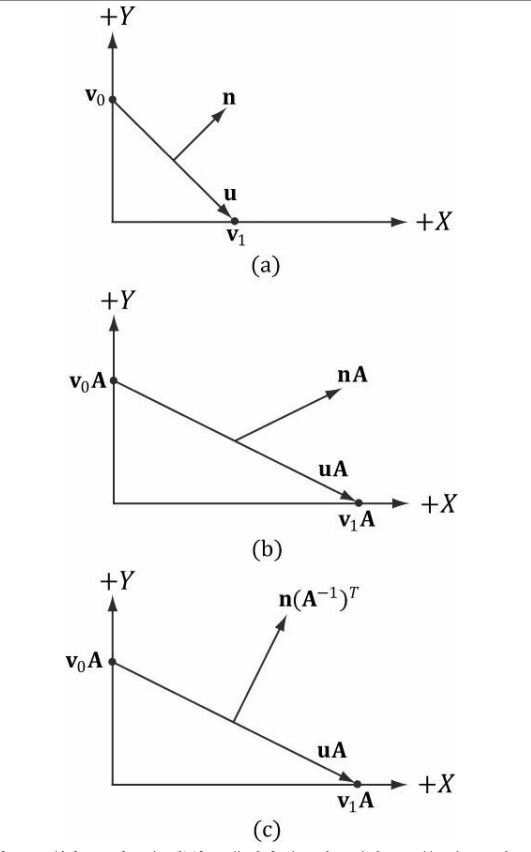 +Y
v₀
n
u
+X
v₁
(a)
+Y
v₀A
nA
uA
+X
v₁A
(b)
+Y
n(A⁻¹)ᵀ
v₀A
uA
+X
v₁A
(c)